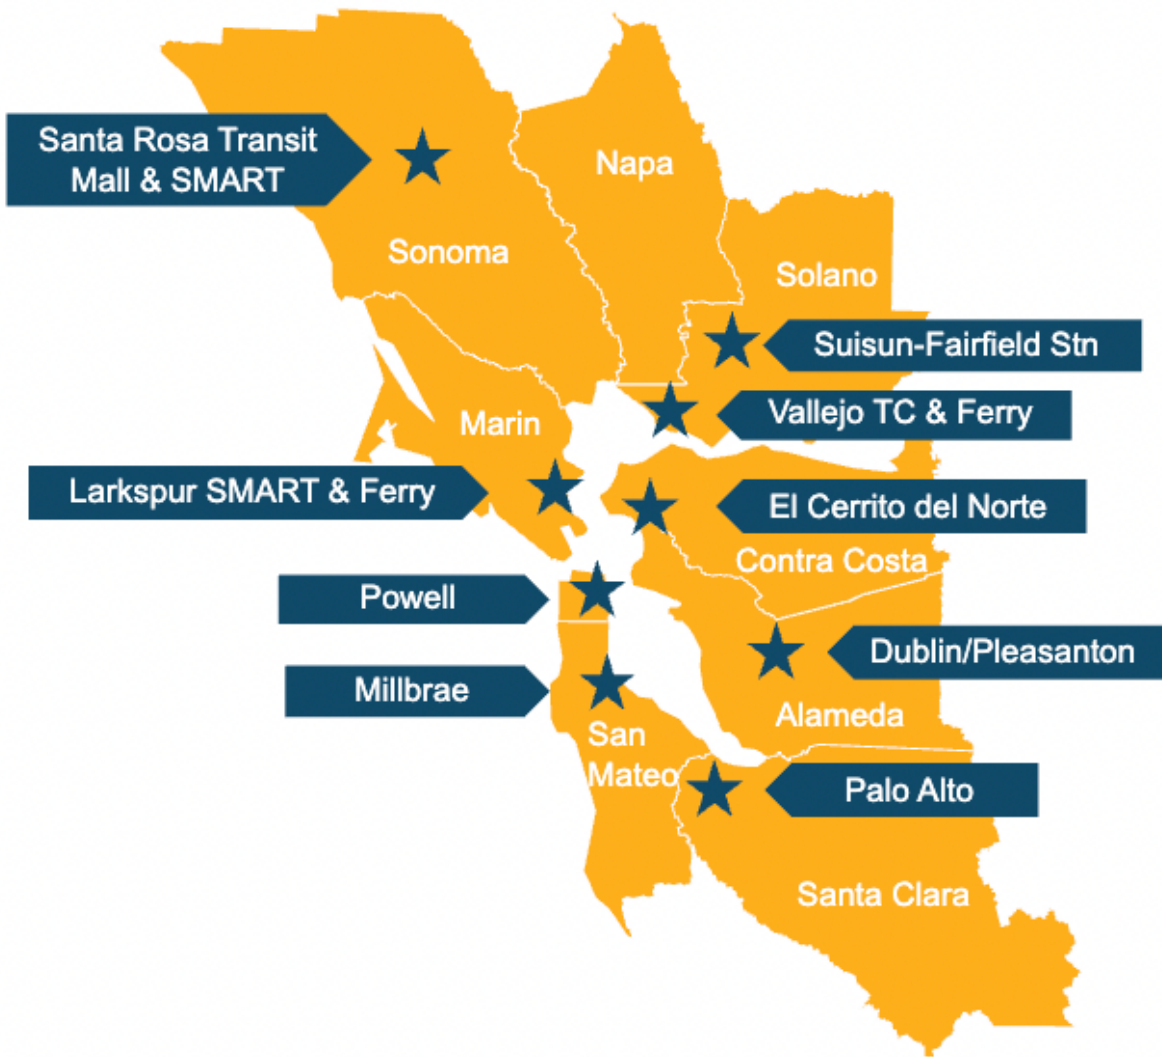 Santa Rosa Transit
Mall & SMART
Napa
Sonoma
Solano
Suisun-Fairfield Stn
Vallejo TC & Ferry
Marin
Larkspur SMART & Ferry
El Cerrito del Norte
Contra Costa
Powell
Dublin/Pleasanton
Millbrae
Alameda
San
Mateo
Palo Alto
Santa Clara